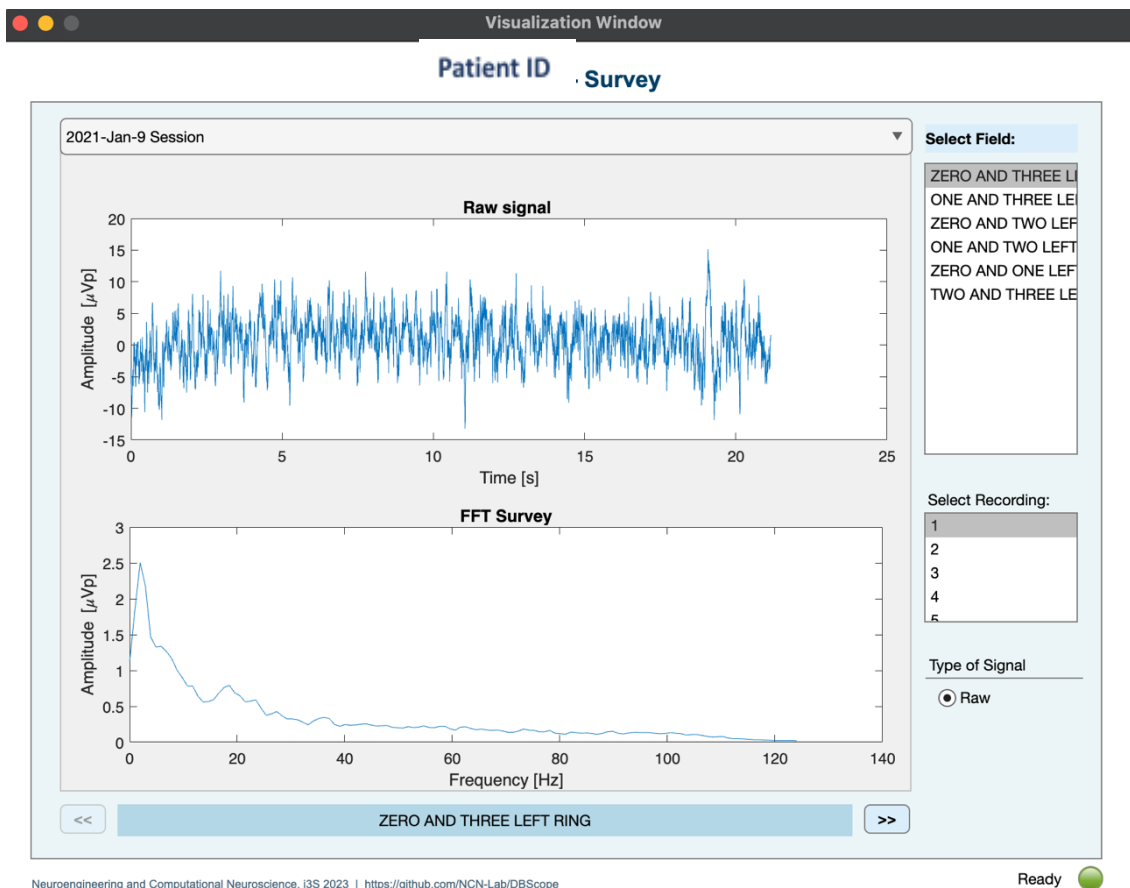 Visualization Window
Patient ID
- Survey
2021-Jan-9 Session
Select Field:
ZERO AND THREE LI
ONE AND THREE LE
ZERO AND TWO LEF
ONE AND TWO LEFT
ZERO AND ONE LEF
TWO AND THREE LE
Raw signal
Amplitude [μVp]
20
15
10
5
0
-5
-10
-15
0 5 10 15 20 25
Time [s]
FFT Survey
Amplitude [μVp]
3
2.5
2
1.5
1
0.5
0
0 20 40 60 80 100 120 140
Frequency [Hz]
Select Recording:
1
2
3
4
5
Type of Signal
Raw
<<
ZERO AND THREE LEFT RING
>>
Neuroengineering and Computational Neuroscience, i3S 2023 | https://github.com/NCN-Lab/DBScope
Ready